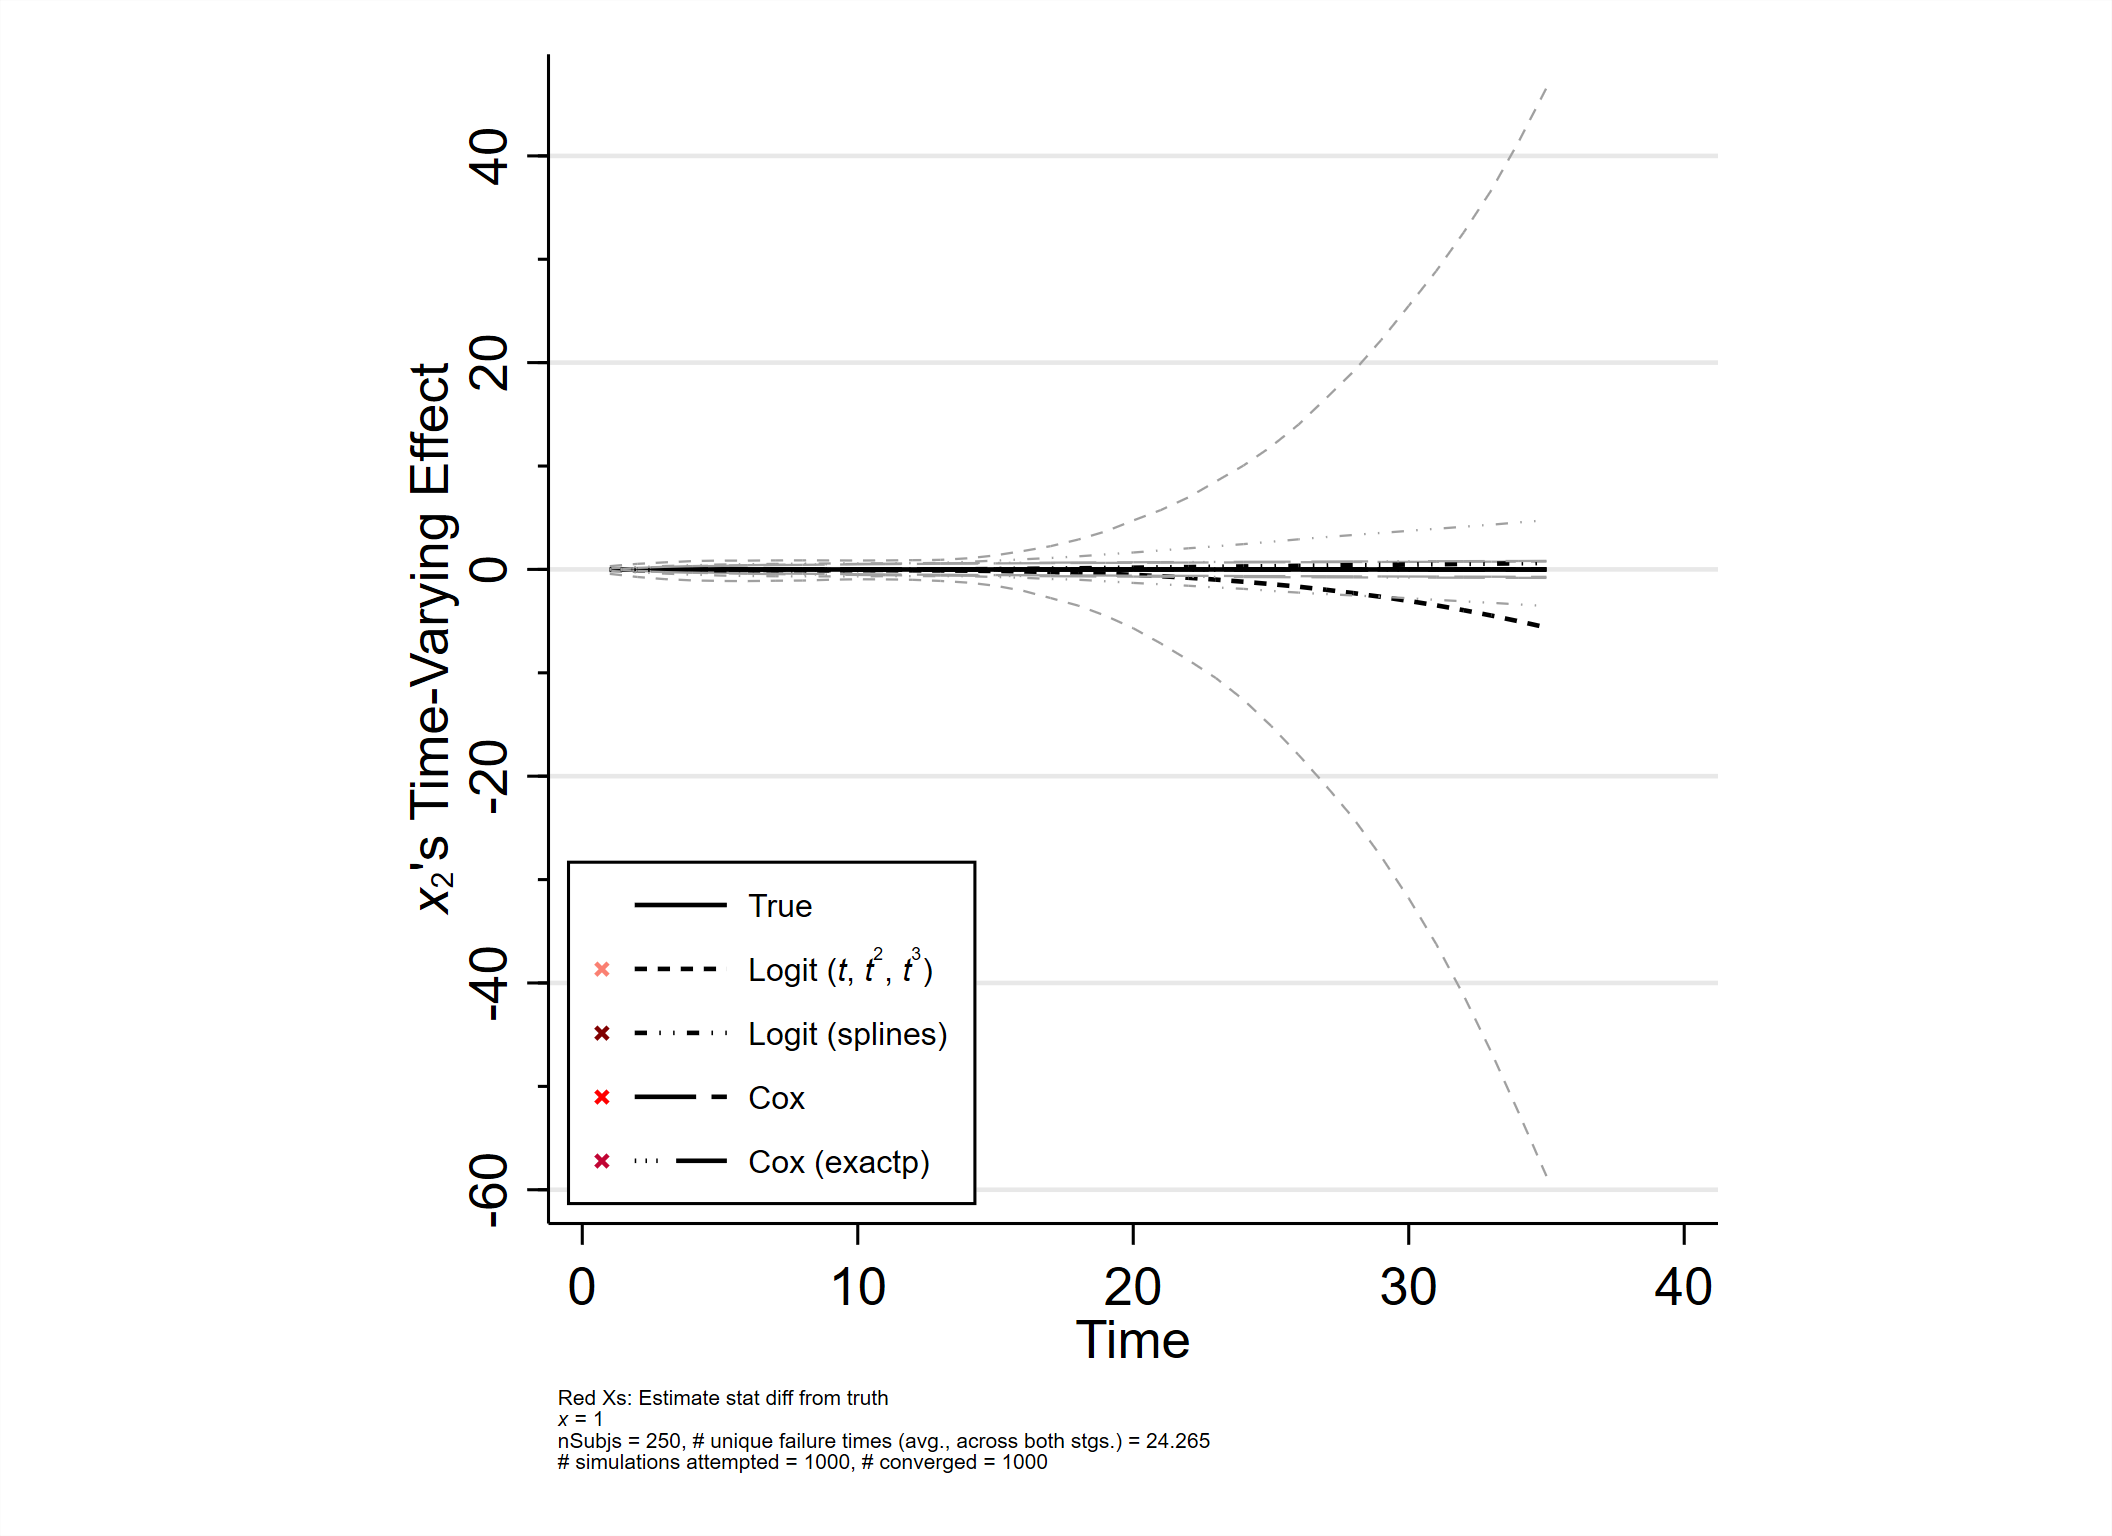 x₂'s Time-Varying Effect
40
20
0
-20
-40
-60
True
Logit (t, t², t³)
Logit (splines)
Cox
Cox (exactp)
0 10 20 30 40
Time
Red Xs: Estimate stat diff from truth
x = 1
nSubjs = 250, # unique failure times (avg., across both stgs.) = 24.265
# simulations attempted = 1000, # converged = 1000